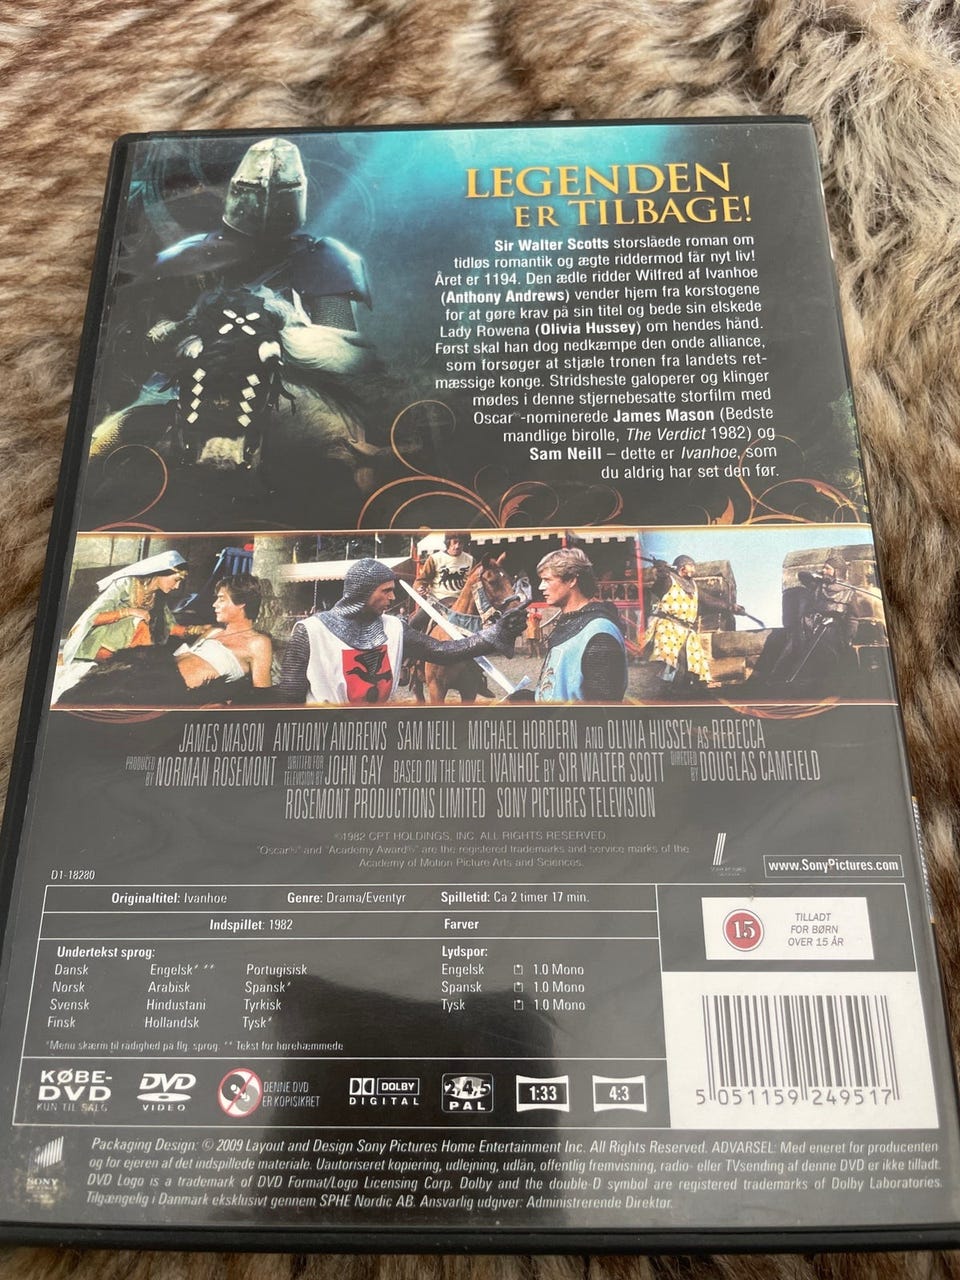 LEGENDEN
ER TILBAGE!
Sir Walter Scotts storslåede roman om
tidløs romantik og ægte riddermod får nyt liv!
Året er 1194. Den ædle ridder Wilfred af Ivanhoe
(Anthony Andrews) vender hjem fra korstogene
for at gøre krav på sin titel og bede sin elskede
Lady Rowena (Olivia Hussey) om hendes hånd.
Først skal han dog nedkæmpe den onde alliance,
som forsøger at stjæle tronen fra landets ret-
mæssige konge. Stridsheste galoperer og klinger
mødes i denne stjernebesatte storfilm med
Oscar®-nominerede James Mason (Bedste
mandlige birolle, The Verdict 1982) og
Sam Neill – dette er Ivanhoe, som
du aldrig har set den før.
JAMES MASON ANTHONY ANDREWS SAM NEILL MICHAEL HORDERN AND OLIVIA HUSSEY AS REBECCA
PRODUCED BY NORMAN ROSEMONT WRITTEN FOR TELEVISION BY JOHN GAY BASED ON THE NOVEL IVANHOE BY SIR WALTER SCOTT DIRECTED BY DOUGLAS CAMFIELD
ROSEMONT PRODUCTIONS LIMITED SONY PICTURES TELEVISION
©1982 CPT HOLDINGS, INC. ALL RIGHTS RESERVED.
"Oscar®" and "Academy Award®" are the registered trademarks and service marks of the
Academy of Motion Picture Arts and Sciences.
www.SonyPictures.com
D1-18280
Originaltitel: Ivanhoe Genre: Drama/Eventyr Spilletid: Ca 2 timer 17 min.
Indspillet: 1982 Farver
Undertekst sprog: Lydspor:
Dansk Engelsk* ** Portugisisk Engelsk 1.0 Mono
Norsk Arabisk Spansk* Spansk 1.0 Mono
Svensk Hindustani Tyrkisk Tysk 1.0 Mono
Finsk Hollandsk Tysk*
*Menu skærm til rådighed på flg. sprog. ** Tekst for hørehæmmede
15
TILLADT
FOR BØRN
OVER 15 ÅR
KØBE-
DVD
KUN TIL SALG
DVD
VIDEO
DENNE DVD
ER KOPISIKRET
DOLBY
DIGITAL
2,4,5
PAL
1:33
4:3
5 051159 249517
SONY
Packaging Design: © 2009 Layout and Design Sony Pictures Home Entertainment Inc. All Rights Reserved. ADVARSEL: Med eneret for producenten
og for ejeren af det indspillede materiale. Uautoriseret kopiering, udlejning, udlån, offentlig fremvisning, radio- eller TVsending af denne DVD er ikke tilladt.
DVD Logo is a trademark of DVD Format/Logo Licensing Corp. Dolby and the double-D symbol are registered trademarks of Dolby Laboratories.
Tilgængelig i Danmark eksklusivt gennem SPHE Nordic AB. Ansvarlig udgiver: Administrerende Direktør.